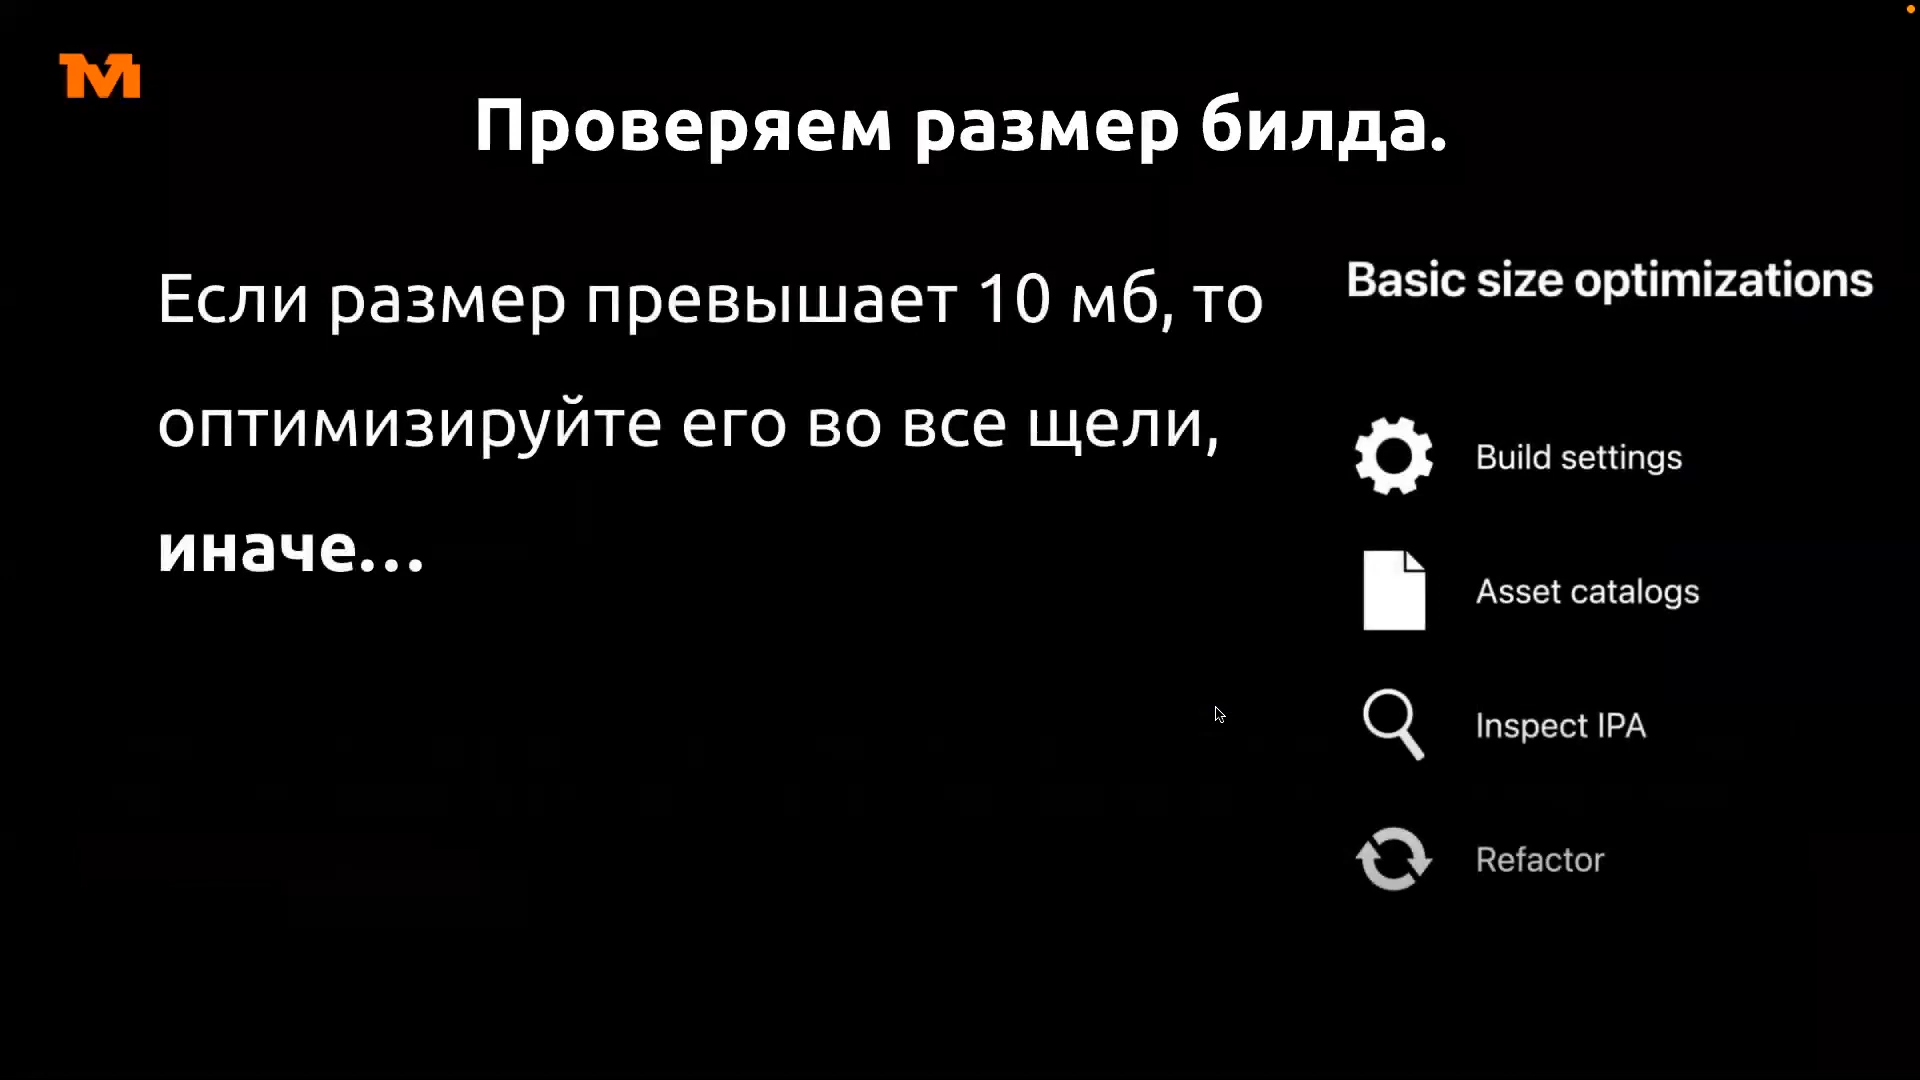 Проверяем размер билда.
Если размер превышает 10 мб, то
оптимизируйте его во все щели,
иначе...
Basic size optimizations
Build settings
Asset catalogs
Inspect IPA
Refactor